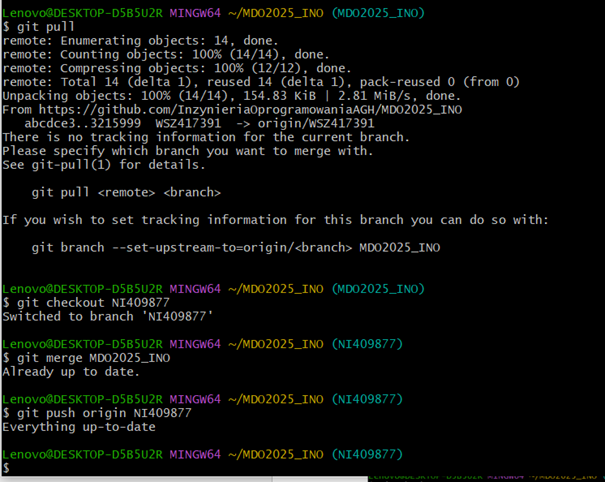 Lenovo@DESKTOP-D5B5U2R MINGW64 ~/MDO2025_INO (MDO2025_INO)
$ git pull
remote: Enumerating objects: 14, done.
remote: Counting objects: 100% (14/14), done.
remote: Compressing objects: 100% (12/12), done.
remote: Total 14 (delta 1), reused 14 (delta 1), pack-reused 0 (from 0)
Unpacking objects: 100% (14/14), 154.83 KiB | 2.81 MiB/s, done.
From https://github.com/InzynieriaOprogramowaniaAGH/MDO2025_INO
   abcdce3..3215999  WSZ417391  -> origin/WSZ417391
There is no tracking information for the current branch.
Please specify which branch you want to merge with.
See git-pull(1) for details.
    git pull <remote> <branch>
If you wish to set tracking information for this branch you can do so with:
    git branch --set-upstream-to=origin/<branch> MDO2025_INO
Lenovo@DESKTOP-D5B5U2R MINGW64 ~/MDO2025_INO (MDO2025_INO)
$ git checkout NI409877
Switched to branch 'NI409877'
Lenovo@DESKTOP-D5B5U2R MINGW64 ~/MDO2025_INO (NI409877)
$ git merge MDO2025_INO
Already up to date.
Lenovo@DESKTOP-D5B5U2R MINGW64 ~/MDO2025_INO (NI409877)
$ git push origin NI409877
Everything up-to-date
Lenovo@DESKTOP-D5B5U2R MINGW64 ~/MDO2025_INO (NI409877)
$